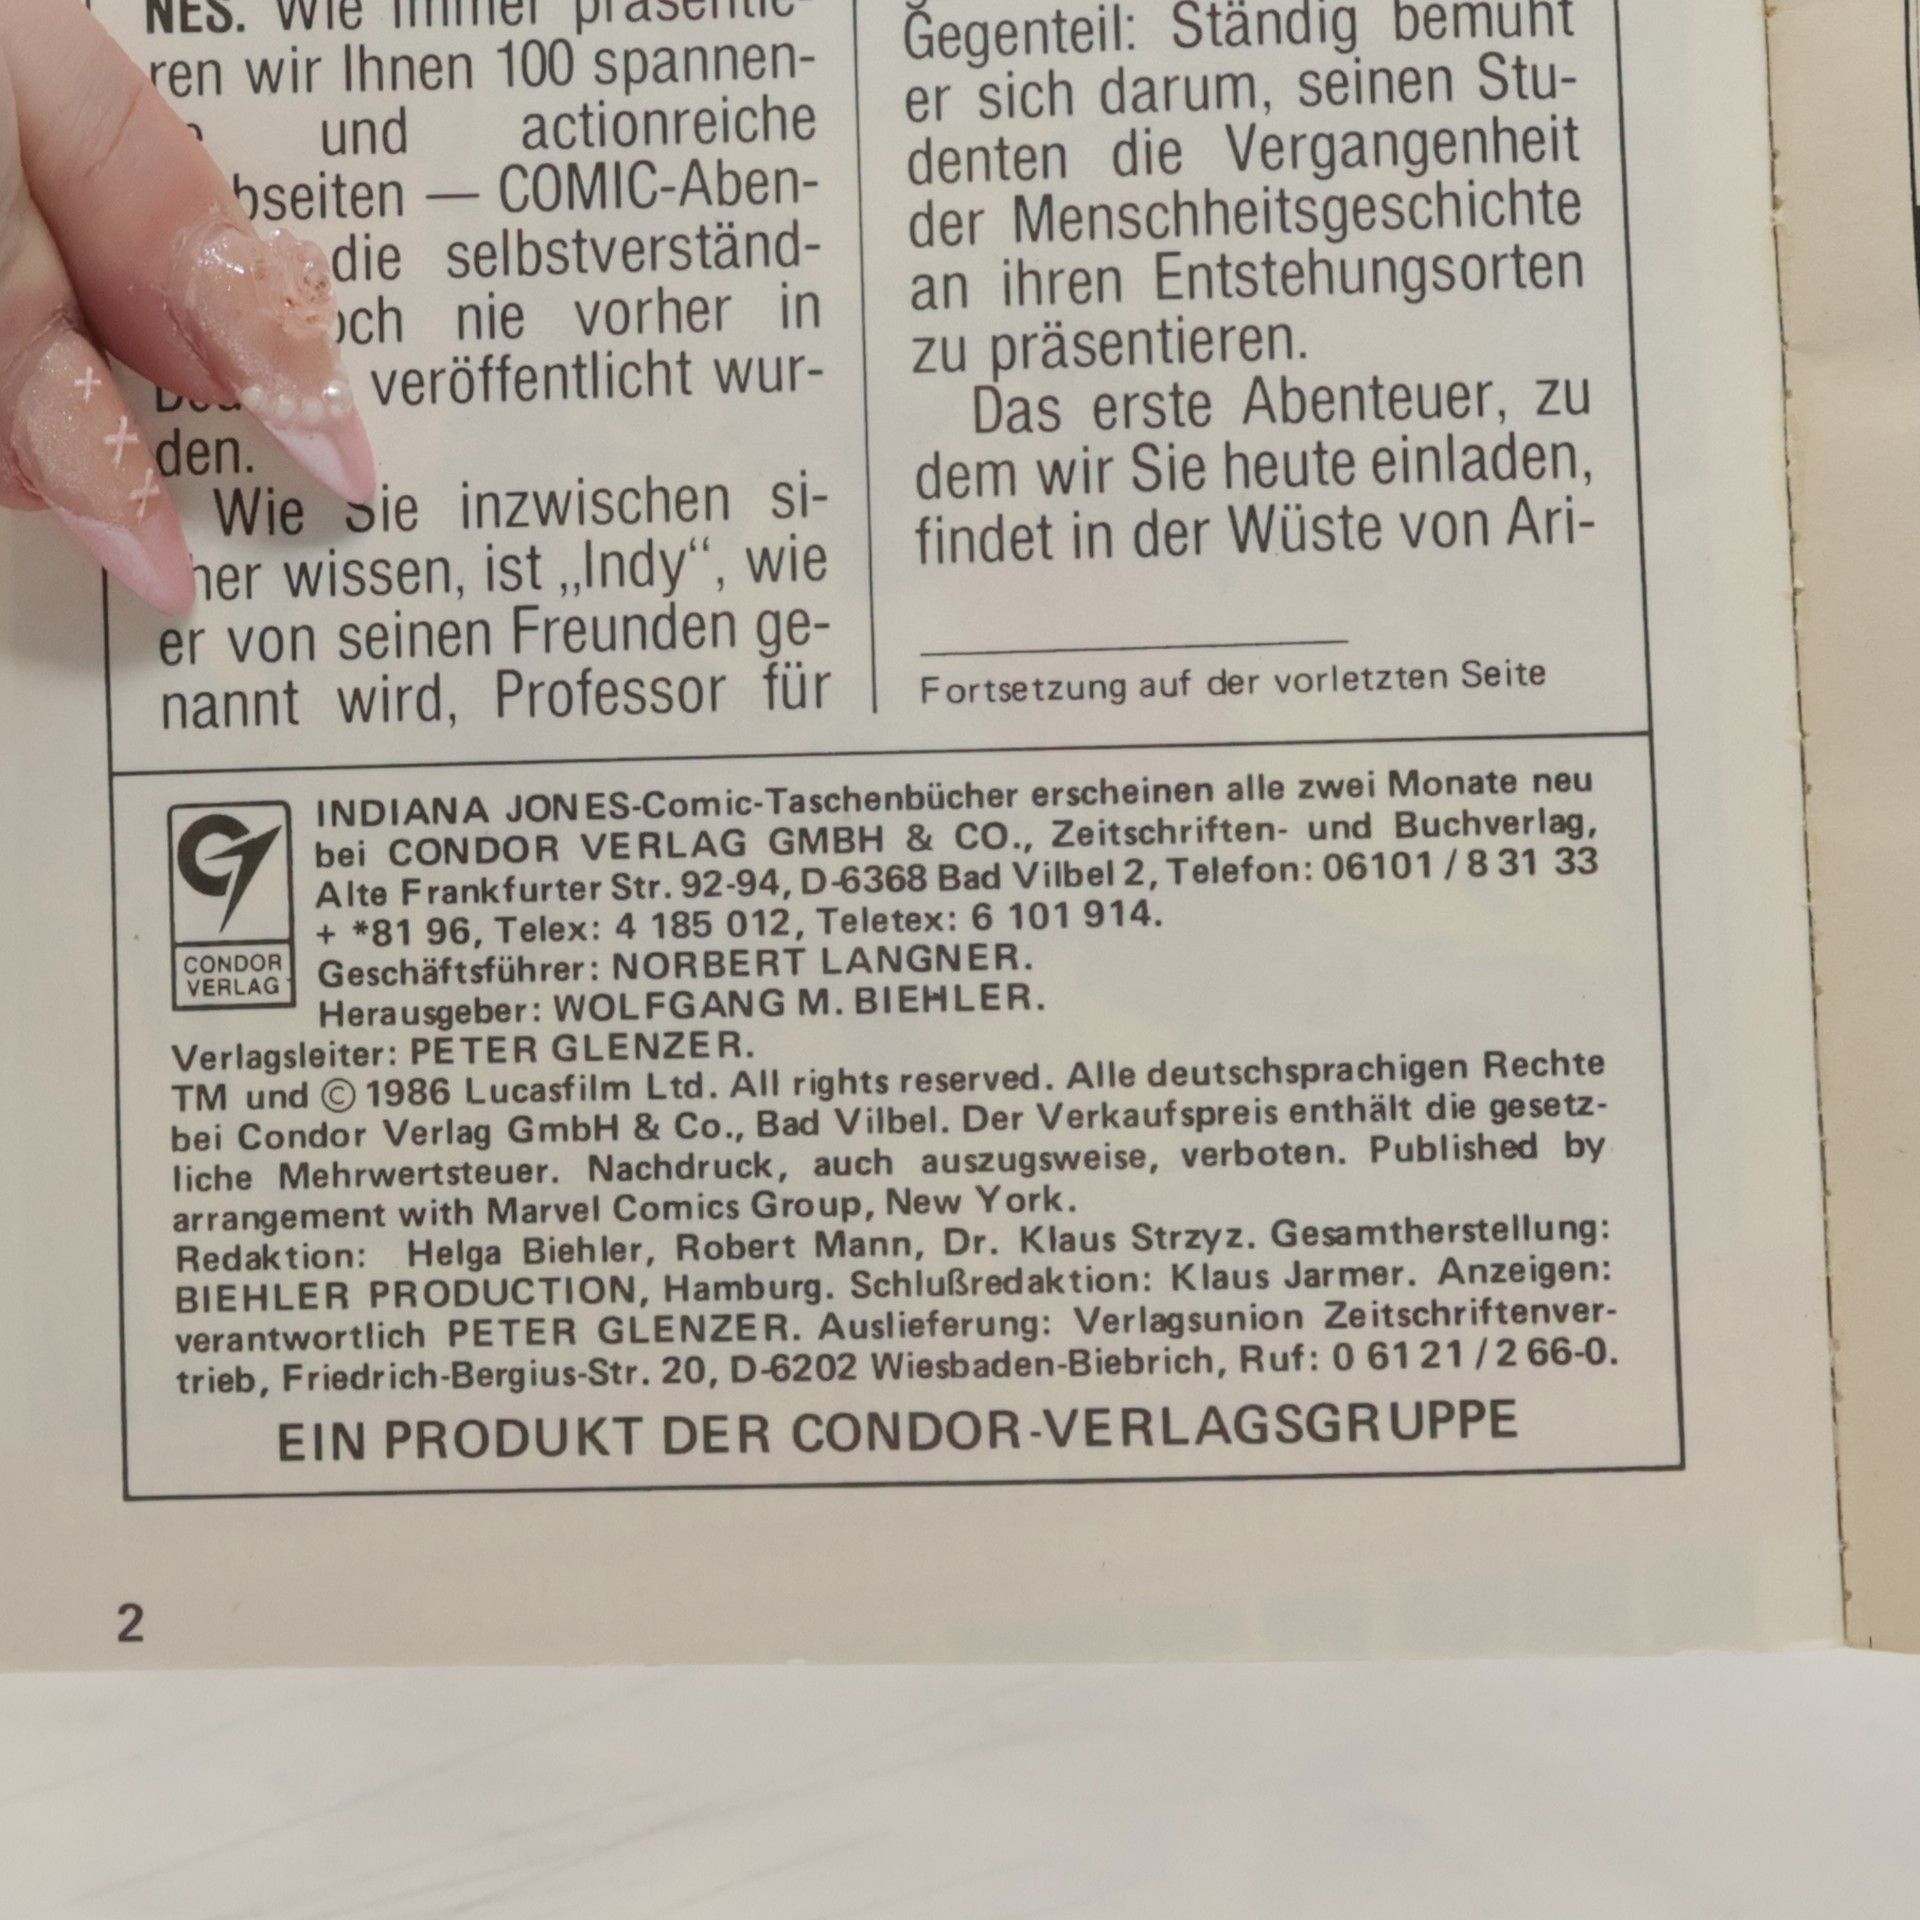 NES. Wie immer präsentie-
ren wir Ihnen 100 spannen-
und actionreiche
— COMIC-Aben-
die selbstverständ-
nie vorher in
veröffentlicht wur-
den.
Wie Sie inzwischen si-
cher wissen, ist „Indy“, wie
er von seinen Freunden ge-
nannt wird, Professor für
Gegenteil: Ständig bemüht
er sich darum, seinen Stu-
denten die Vergangenheit
der Menschheitsgeschichte
an ihren Entstehungsorten
zu präsentieren.
Das erste Abenteuer, zu
dem wir Sie heute einladen,
findet in der Wüste von Ari-
Fortsetzung auf der vorletzten Seite
CONDOR
VERLAG
INDIANA JONES-Comic-Taschenbücher erscheinen alle zwei Monate neu
bei CONDOR VERLAG GMBH & CO., Zeitschriften- und Buchverlag,
Alte Frankfurter Str. 92-94, D-6368 Bad Vilbel 2, Telefon: 06101 / 8 31 33
+ *81 96, Telex: 4 185 012, Teletex: 6 101 914.
Geschäftsführer: NORBERT LANGNER.
Herausgeber: WOLFGANG M. BIEHLER.
Verlagsleiter: PETER GLENZER.
TM und © 1986 Lucasfilm Ltd. All rights reserved. Alle deutschsprachigen Rechte
bei Condor Verlag GmbH & Co., Bad Vilbel. Der Verkaufspreis enthält die gesetz-
liche Mehrwertsteuer. Nachdruck, auch auszugsweise, verboten. Published by
arrangement with Marvel Comics Group, New York.
Redaktion: Helga Biehler, Robert Mann, Dr. Klaus Strzyz. Gesamtherstellung:
BIEHLER PRODUCTION, Hamburg. Schlußredaktion: Klaus Jarmer. Anzeigen:
verantwortlich PETER GLENZER. Auslieferung: Verlagsunion Zeitschriftenver-
trieb, Friedrich-Bergius-Str. 20, D-6202 Wiesbaden-Biebrich, Ruf: 0 61 21 / 2 66-0.
EIN PRODUKT DER CONDOR-VERLAGSGRUPPE
2